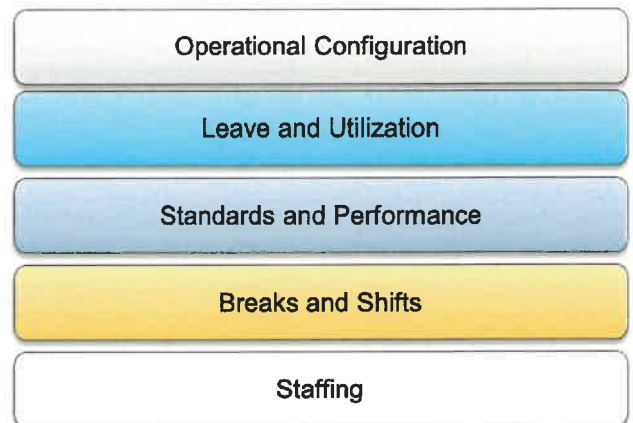 Operational Configuration
Leave and Utilization
Standards and Performance
Breaks and Shifts
Staffing